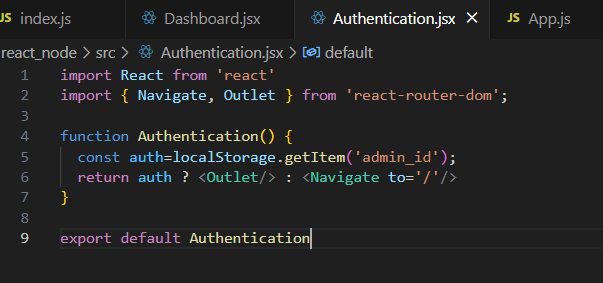 JS index.js Dashboard.jsx Authentication.jsx × JS App.js
react_node > src > Authentication.jsx > default
1 import React from 'react'
2 import { Navigate, Outlet } from 'react-router-dom';
3
4 function Authentication() {
5 const auth=localStorage.getItem('admin_id');
6 return auth ? <Outlet/> : <Navigate to='/'/>
7 }
8
9 export default Authentication